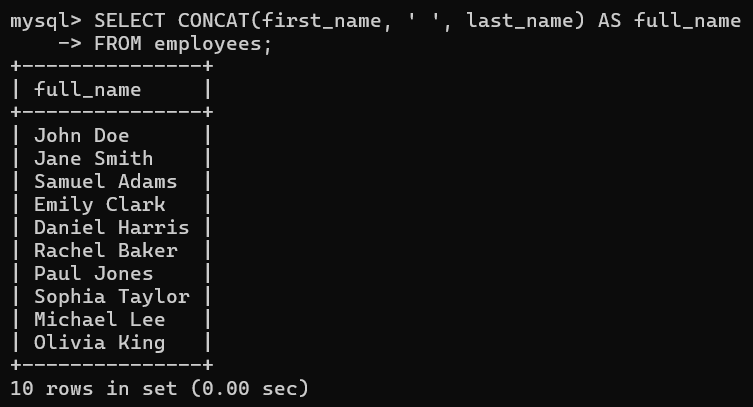 mysql> SELECT CONCAT(first_name, ' ', last_name) AS full_name
    -> FROM employees;
+---------------+
| full_name     |
+---------------+
| John Doe      |
| Jane Smith    |
| Samuel Adams  |
| Emily Clark   |
| Daniel Harris |
| Rachel Baker  |
| Paul Jones    |
| Sophia Taylor |
| Michael Lee   |
| Olivia King   |
+---------------+
10 rows in set (0.00 sec)